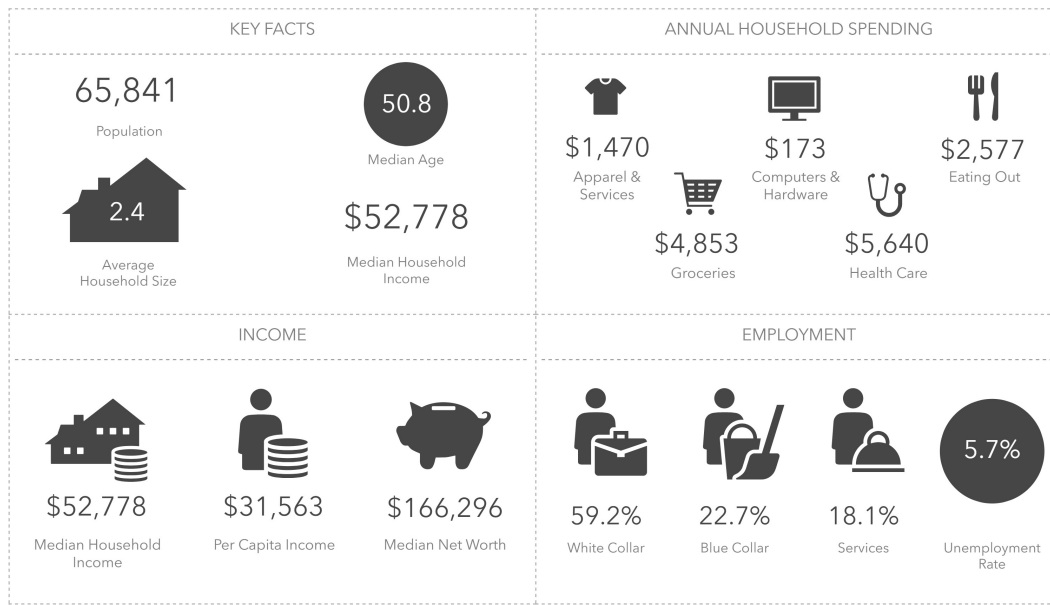 KEY FACTS
65,841
Population
50.8
Median Age
2.4
Average
Household Size
$52,778
Median Household
Income
ANNUAL HOUSEHOLD SPENDING
$1,470
Apparel &
Services
$173
Computers &
Hardware
$2,577
Eating Out
$4,853
Groceries
$5,640
Health Care
INCOME
$52,778
Median Household
Income
$31,563
Per Capita Income
$166,296
Median Net Worth
EMPLOYMENT
59.2%
White Collar
22.7%
Blue Collar
18.1%
Services
5.7%
Unemployment
Rate